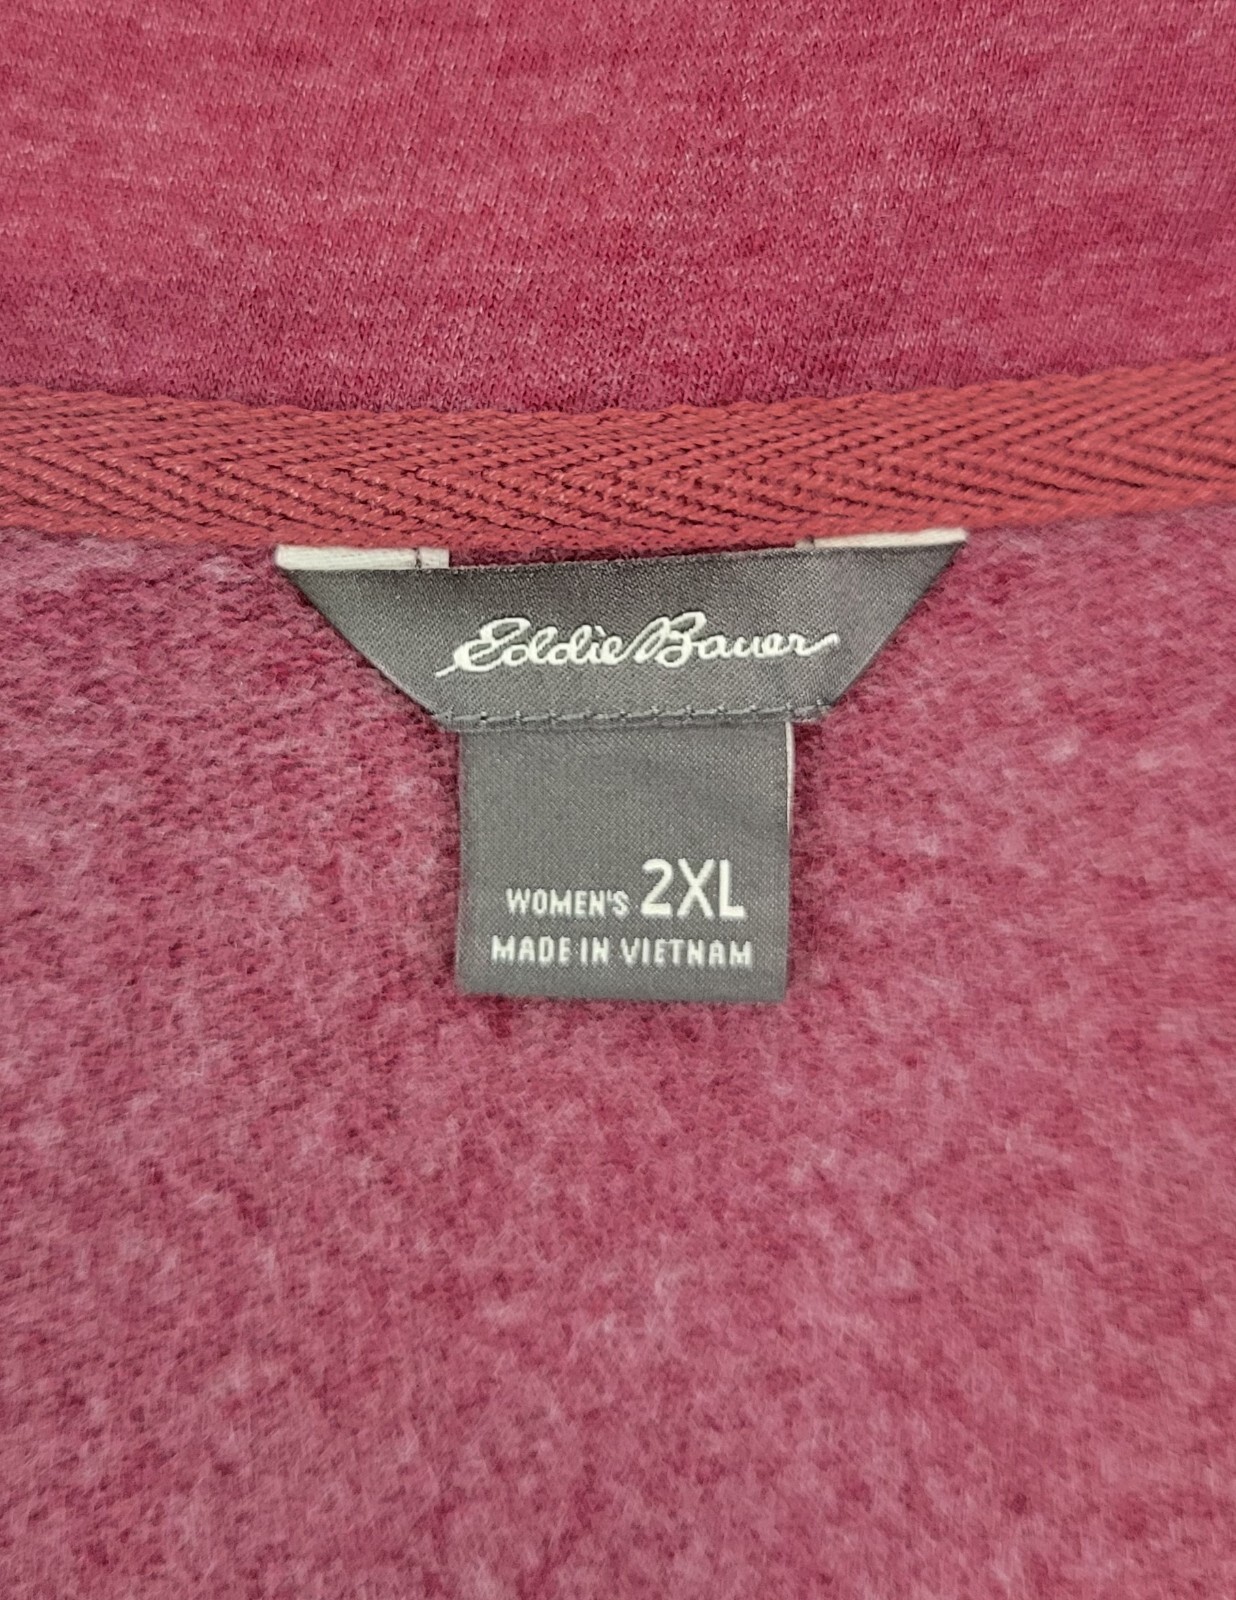 Eddie Bauer
WOMEN'S 2XL
MADE IN VIETNAM